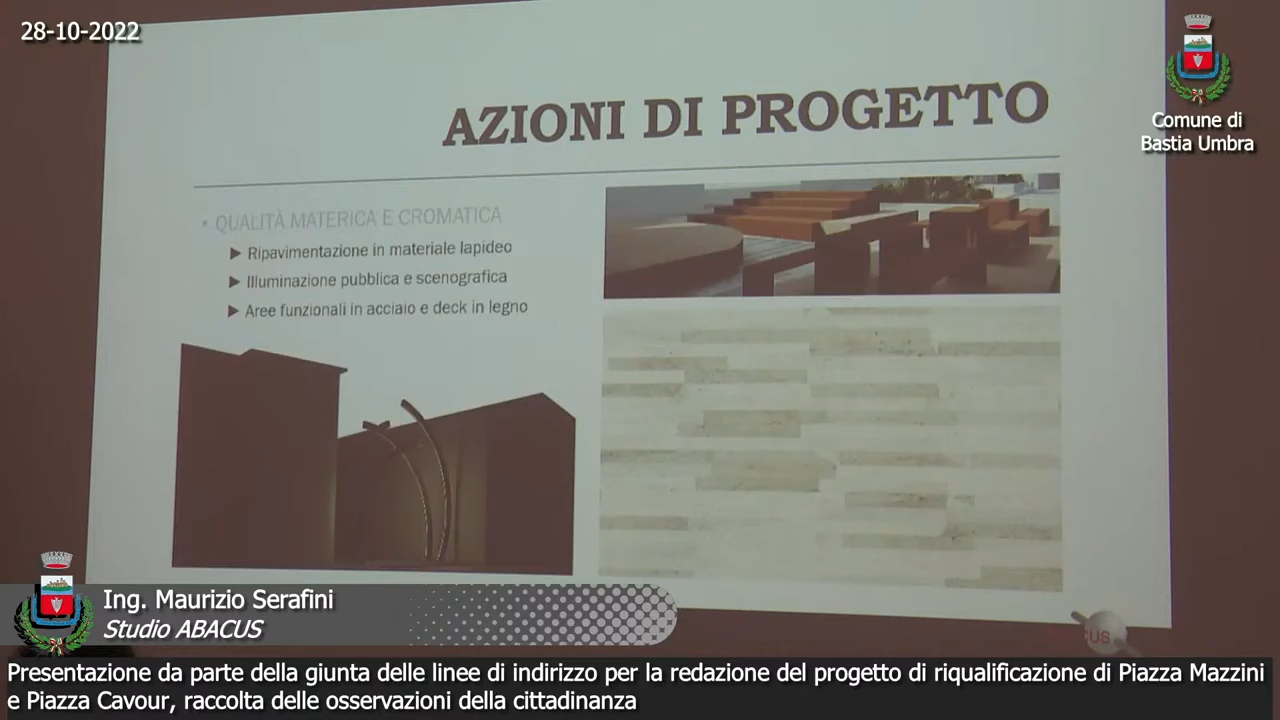 28-10-2022
Comune di
Bastia Umbra
AZIONI DI PROGETTO
• QUALITÀ MATERICA E CROMATICA
▶ Ripavimentazione in materiale lapideo
▶ Illuminazione pubblica e scenografica
▶ Aree funzionali in acciaio e deck in legno
Ing. Maurizio Serafini
Studio ABACUS
Presentazione da parte della giunta delle linee di indirizzo per la redazione del progetto di riqualificazione di Piazza Mazzini
e Piazza Cavour, raccolta delle osservazioni della cittadinanza